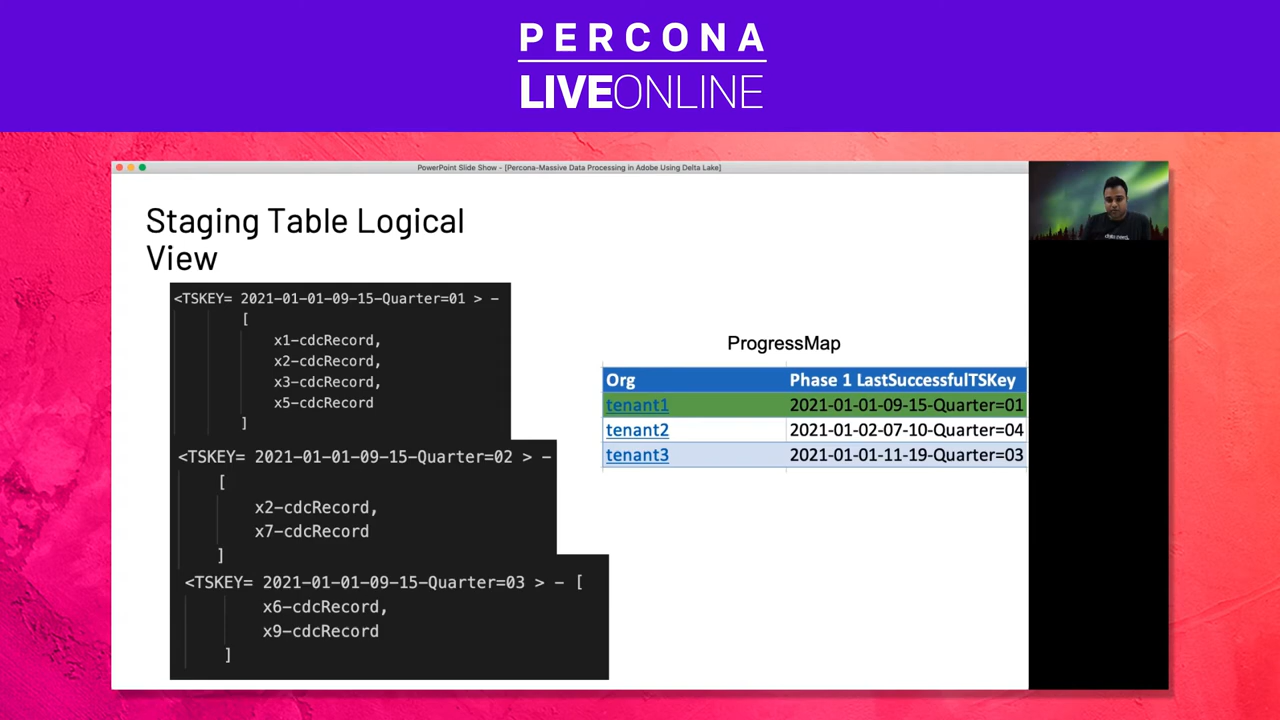 PERCONA
LIVEONLINE
PowerPoint Slide Show - [Percona-Massive Data Processing in Adobe Using Delta Lake]
Staging Table Logical
View
<TSKEY= 2021-01-01-09-15-Quarter=01 > -
[
x1-cdcRecord,
x2-cdcRecord,
x3-cdcRecord,
x5-cdcRecord
]
<TSKEY= 2021-01-01-09-15-Quarter=02 > -
[
x2-cdcRecord,
x7-cdcRecord
]
<TSKEY= 2021-01-01-09-15-Quarter=03 > - [
x6-cdcRecord,
x9-cdcRecord
]
ProgressMap
Org Phase 1 LastSuccessfulTSKey
tenant1 2021-01-01-09-15-Quarter=01
tenant2 2021-01-02-07-10-Quarter=04
tenant3 2021-01-01-11-19-Quarter=03